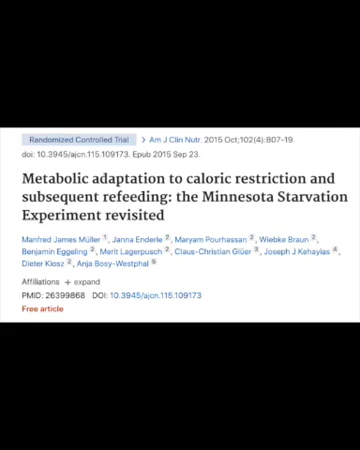 Randomized Controlled Trial > Am J Clin Nutr. 2015 Oct;102(4):807-19.
doi: 10.3945/ajcn.115.109173. Epub 2015 Sep 23.
Metabolic adaptation to caloric restriction and
subsequent refeeding: the Minnesota Starvation
Experiment revisited
Manfred James Müller 1, Janna Enderle 2, Maryam Pourhassan 2, Wiebke Braun 2,
Benjamin Eggeling 2, Merit Lagerpusch 2, Claus-Christian Glüer 3, Joseph J Kehayias 4,
Dieter Kiosz 2, Anja Bosy-Westphal 5
Affiliations + expand
PMID: 26399868 DOI: 10.3945/ajcn.115.109173
Free article